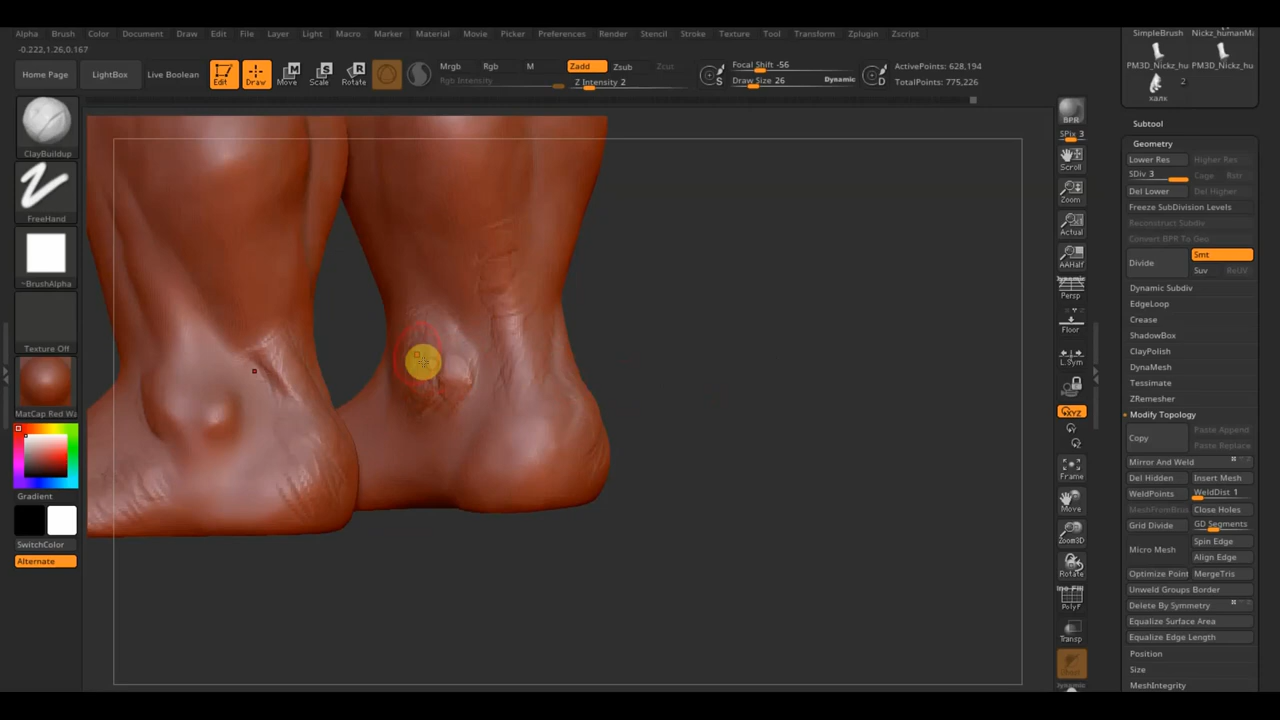 Alpha Brush Color Document Draw Edit File Layer Light Macro Marker Material Movie Picker Preferences Render Stencil Stroke Texture Tool Transform Zplugin Zscript
-0.222,1.26,0.167
Home Page
LightBox
Live Boolean
Edit
Draw
Move
Scale
Rotate
Mrgb
Rgb
M
Rgb Intensity
Zadd
Zsub
Zcut
Z Intensity 2
S
Focal Shift -56
Draw Size 26
Dynamic
D
ActivePoints: 628,194
TotalPoints: 775,226
ClayBuildup
FreeHand
~BrushAlpha
Texture Off
MatCap Red Wa
Gradient
SwitchColor
Alternate
BPR
SPix 3
Scroll
Zoom
Actual
AAHalf
Dynamic
Persp
Floor
L.Sym
XYZ
Frame
Move
Zoom3D
Rotate
PolyF
Transp
Dynamic
SimpleBrush
Nickz_humanMa
PM3D_Nickz_hu
PM3D_Nickz_hu
2
калк
Subtool
Geometry
Lower Res
Higher Res
SDiv 3
Cage
Rstr
Del Lower
Del Higher
Freeze SubDivision Levels
Reconstruct Subdiv
Convert BPR To Geo
Divide
Smt
Suv
ReUV
Dynamic Subdiv
EdgeLoop
Crease
ShadowBox
ClayPolish
DynaMesh
Tessimate
ZRemesher
Modify Topology
Copy
Paste Append
Paste Replace
Mirror And Weld
Del Hidden
Insert Mesh
WeldPoints
WeldDist 1
MeshFromBrus
Close Holes
Grid Divide
GD Segments
Micro Mesh
Spin Edge
Align Edge
Optimize Point
MergeTris
Unweld Groups Border
Delete By Symmetry
Equalize Surface Area
Equalize Edge Length
Position
Size
MeshIntegrity